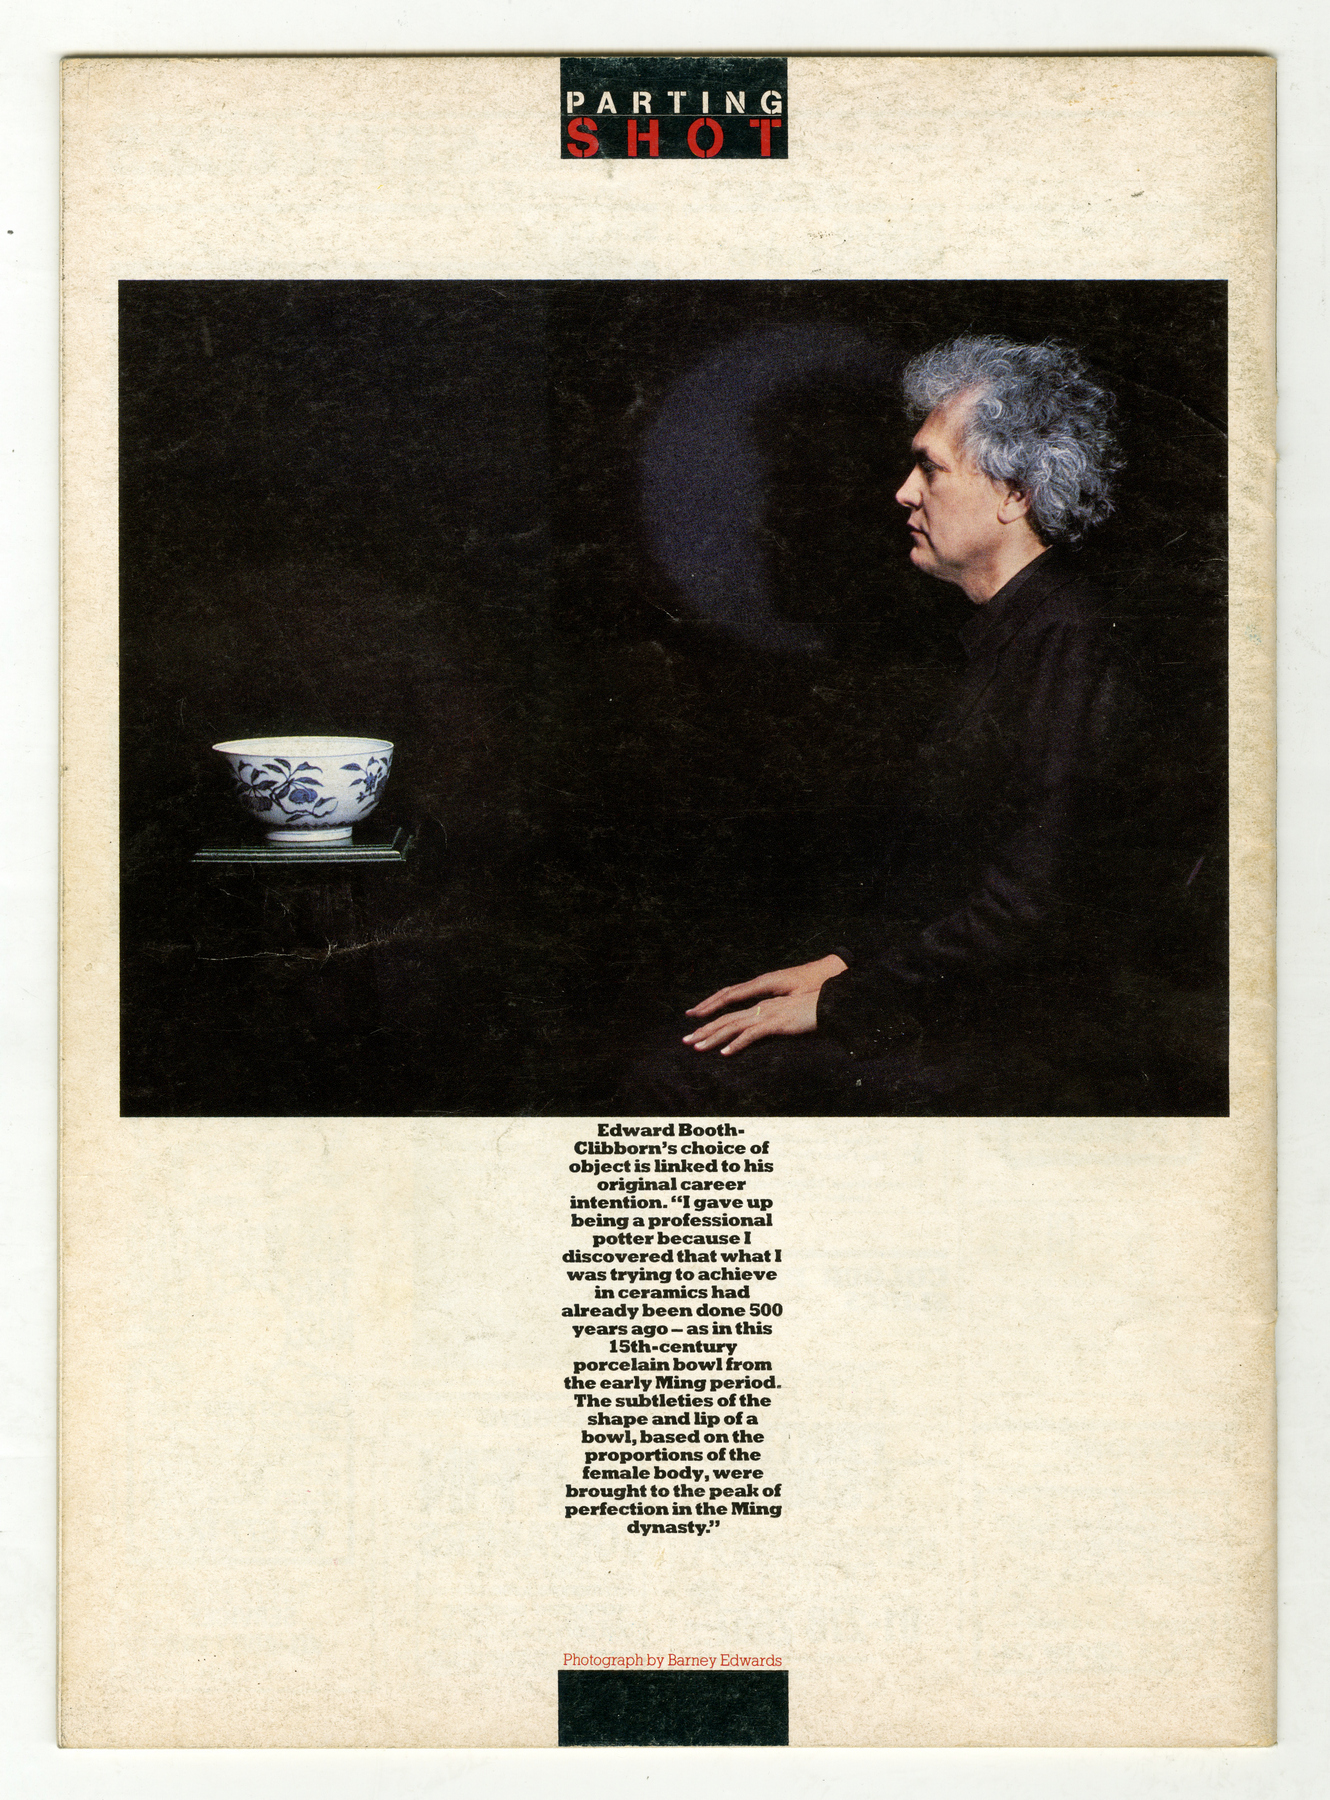 PARTING
SHOT
Edward Booth-
Clibborn's choice of
object is linked to his
original career
intention. “I gave up
being a professional
potter because I
discovered that what I
was trying to achieve
in ceramics had
already been done 500
years ago – as in this
15th-century
porcelain bowl from
the early Ming period.
The subtleties of the
shape and lip of a
bowl, based on the
proportions of the
female body, were
brought to the peak of
perfection in the Ming
dynasty.”
Photograph by Barney Edwards